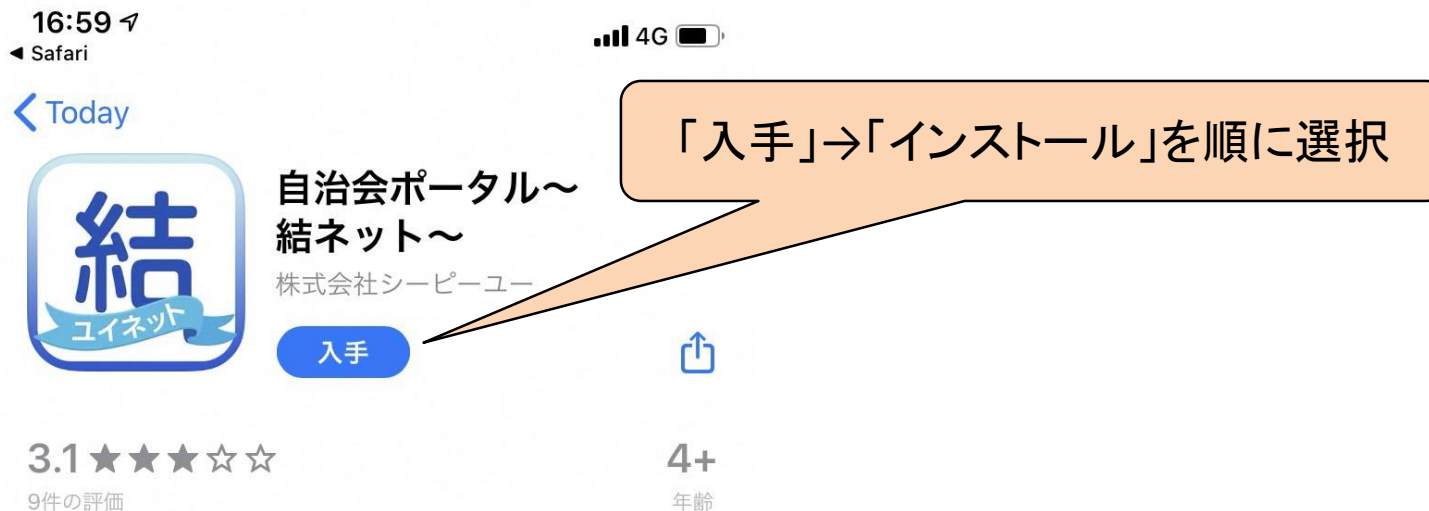 16:59
4G
◀ Safari
Today
「入手」→「インストール」を順に選択
結
ユイネット
自治会ポータル〜
結ネット〜
株式会社シーピーユー
入手
3.1★★★☆☆
4+
9件の評価
年齢